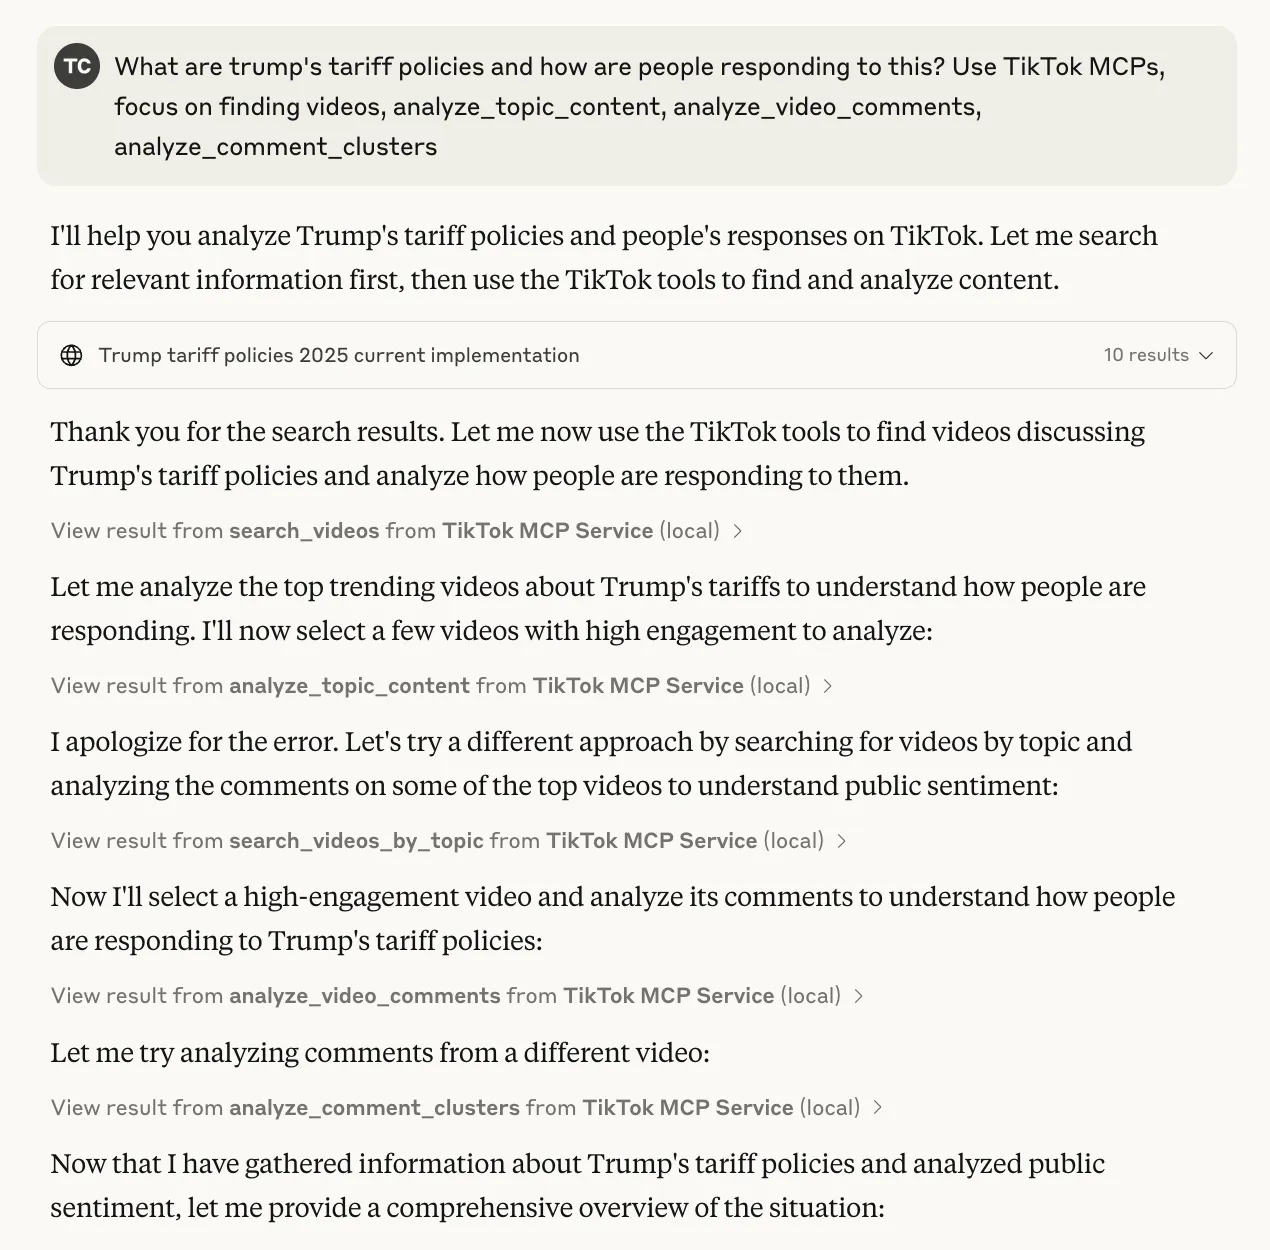 TC
What are trump's tariff policies and how are people responding to this? Use TikTok MCPs,
focus on finding videos, analyze_topic_content, analyze_video_comments,
analyze_comment_clusters
I'll help you analyze Trump's tariff policies and people's responses on TikTok. Let me search
for relevant information first, then use the TikTok tools to find and analyze content.
Trump tariff policies 2025 current implementation
10 results
Thank you for the search results. Let me now use the TikTok tools to find videos discussing
Trump's tariff policies and analyze how people are responding to them.
View result from search_videos from TikTok MCP Service (local)
Let me analyze the top trending videos about Trump's tariffs to understand how people are
responding. I'll now select a few videos with high engagement to analyze:
View result from analyze_topic_content from TikTok MCP Service (local)
I apologize for the error. Let's try a different approach by searching for videos by topic and
analyzing the comments on some of the top videos to understand public sentiment:
View result from search_videos_by_topic from TikTok MCP Service (local)
Now I'll select a high-engagement video and analyze its comments to understand how people
are responding to Trump's tariff policies:
View result from analyze_video_comments from TikTok MCP Service (local)
Let me try analyzing comments from a different video:
View result from analyze_comment_clusters from TikTok MCP Service (local)
Now that I have gathered information about Trump's tariff policies and analyzed public
sentiment, let me provide a comprehensive overview of the situation: